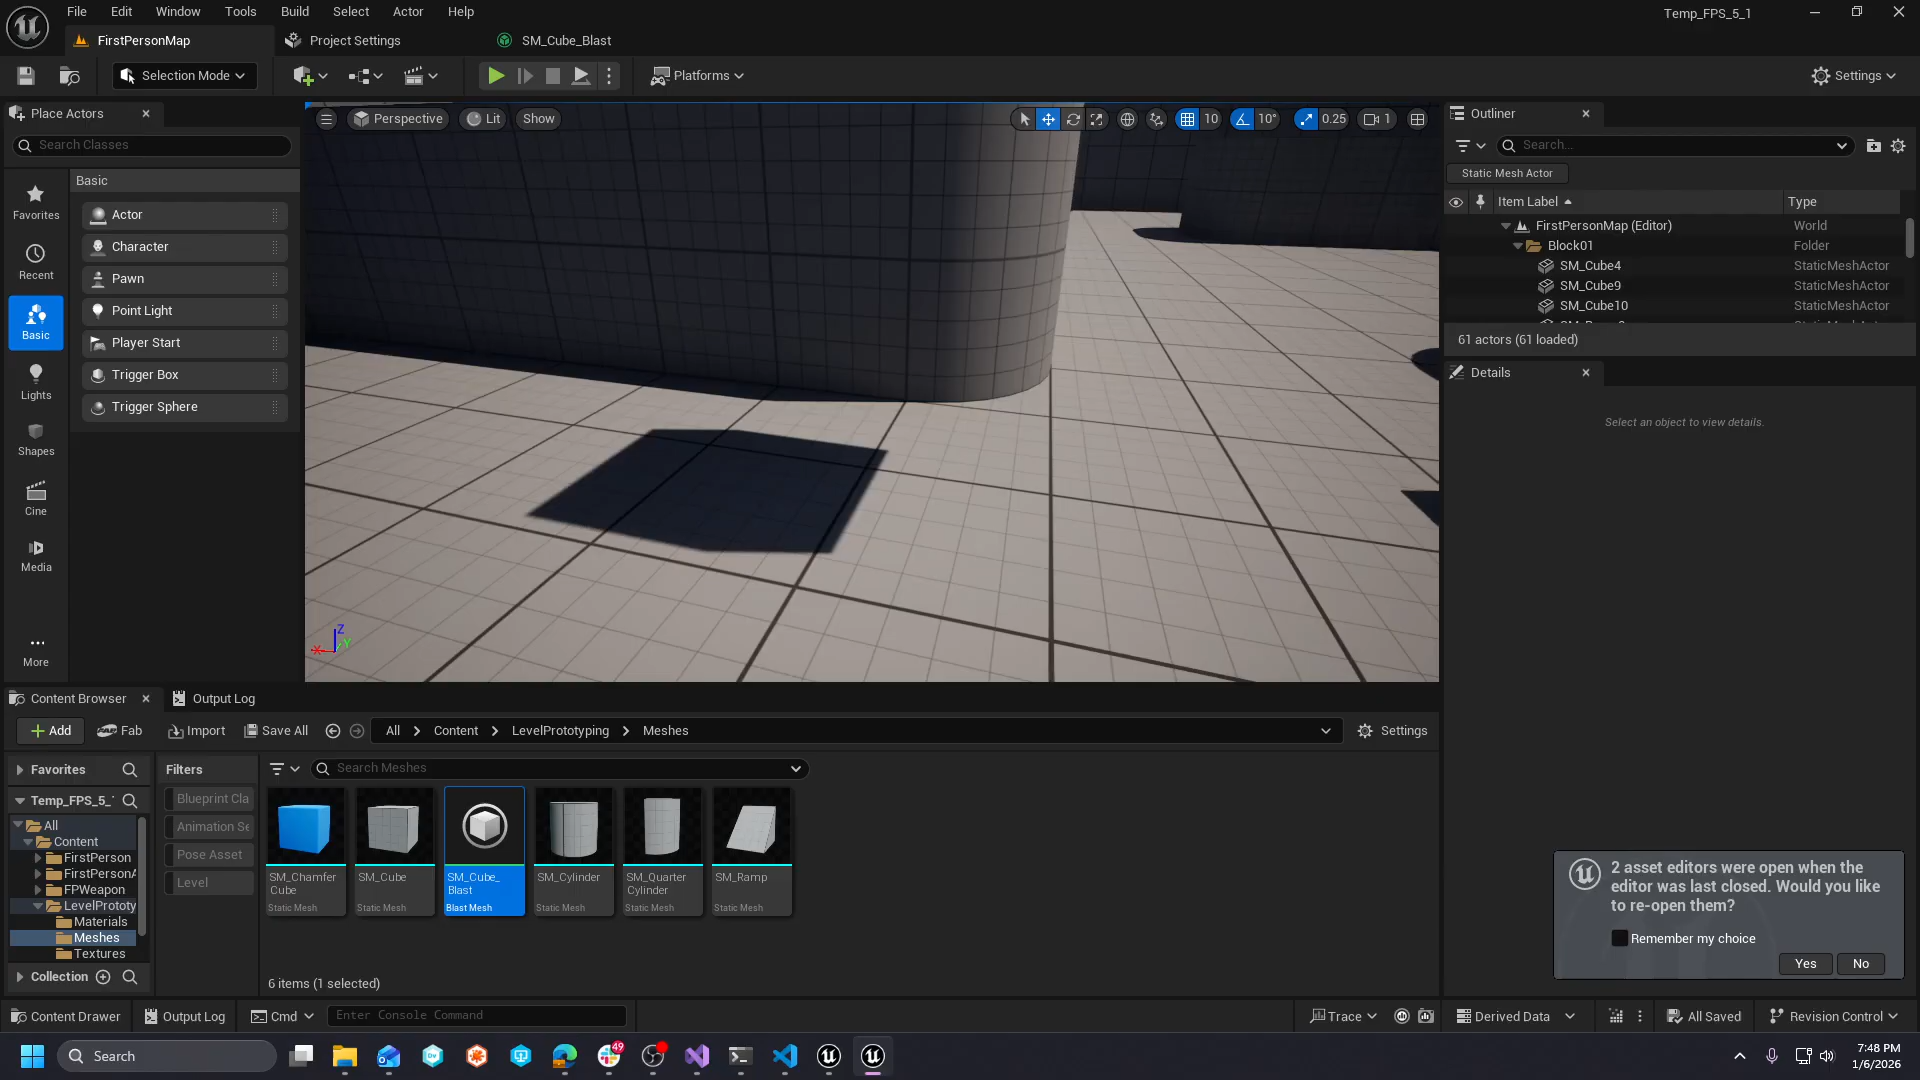 File Edit Window Tools Build Select Actor Help
Temp_FPS_5_1
FirstPersonMap
Project Settings
SM_Cube_Blast
Selection Mode
Platforms
Settings
Place Actors
Search Classes
Favorites
Recent
Basic
Lights
Shapes
Cine
Media
More
Basic
Actor
Character
Pawn
Point Light
Player Start
Trigger Box
Trigger Sphere
Perspective
Lit
Show
10
10°
0.25
1
X
Y
Z
Outliner
Search...
Static Mesh Actor
Item Label
Type
FirstPersonMap (Editor) World
Block01 Folder
SM_Cube4 StaticMeshActor
SM_Cube9 StaticMeshActor
SM_Cube10 StaticMeshActor
61 actors (61 loaded)
Details
Select an object to view details.
Content Browser
Output Log
Add
Fab
Import
Save All
All > Content > LevelPrototyping > Meshes
Settings
Favorites
Temp_FPS_5_
All
Content
FirstPerson
FirstPersonA
FPWeapon
LevelPrototy
Materials
Meshes
Textures
Collection
Filters
Blueprint Cla
Animation Se
Pose Asset
Level
Search Meshes
SM_Chamfer
Cube
Static Mesh
SM_Cube
Static Mesh
SM_Cube_
Blast
Blast Mesh
SM_Cylinder
Static Mesh
SM_Quarter
Cylinder
Static Mesh
SM_Ramp
Static Mesh
6 items (1 selected)
2 asset editors were open when the
editor was last closed. Would you like
to re-open them?
Remember my choice
Yes
No
Content Drawer
Output Log
Cmd
Enter Console Command
Trace
Derived Data
All Saved
Revision Control
Search
49
7:48 PM
1/6/2026